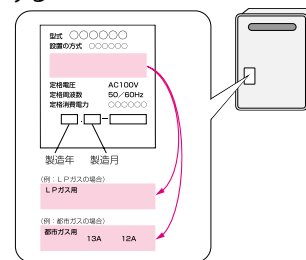 型式 ○○○○○○
設置の方式 ○○○○○○
定格電圧 AC100V
定格周波数 50/60Hz
定格消費電力 ○○○○○○
製造年 製造月
(例:LPガスの場合)
LPガス用
(例:都市ガスの場合)
都市ガス用 13A 12A